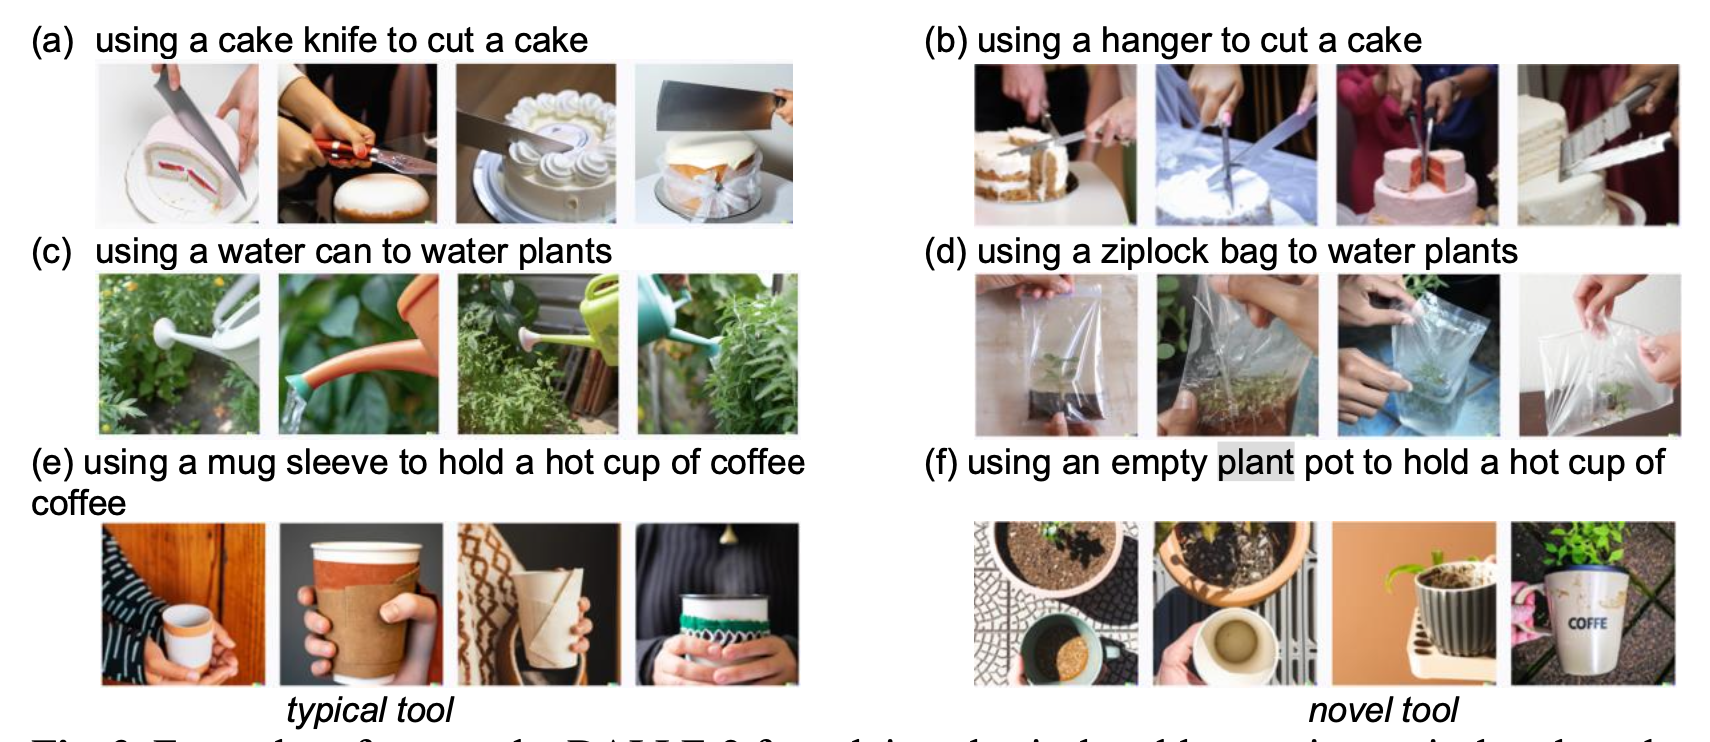 (a) using a cake knife to cut a cake
(b) using a hanger to cut a cake
(c) using a water can to water plants
(d) using a ziplock bag to water plants
(e) using a mug sleeve to hold a hot cup of coffee
coffee
(f) using an empty plant pot to hold a hot cup of
COFFE
typical tool
novel tool